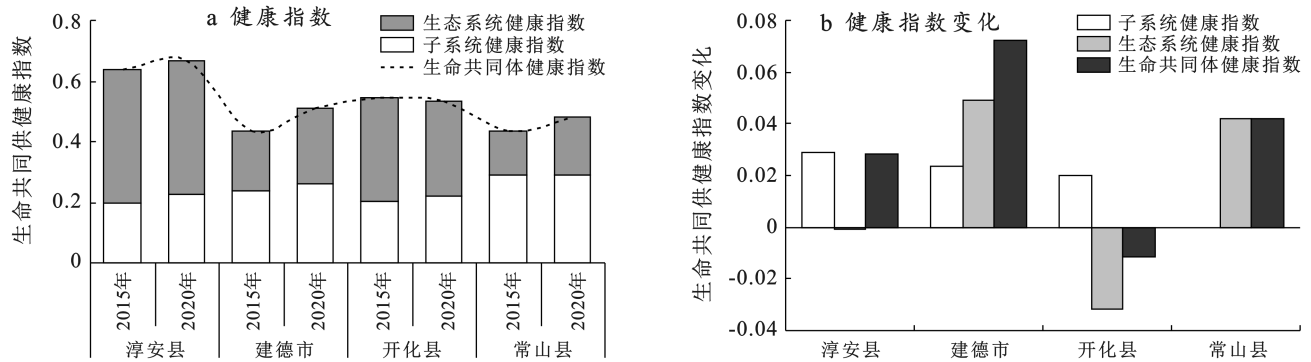 a 健康指数
生态系统健康指数
子系统健康指数
生命共同体健康指数
生命共同供健康指数
0.8
0.6
0.4
0.2
0
2015年
2020年
2015年
2020年
2015年
2020年
2015年
2020年
淳安县
建德市
开化县
常山县
b 健康指数变化
子系统健康指数
生态系统健康指数
生命共同体健康指数
生命共同供健康指数变化
0.08
0.06
0.04
0.02
0
-0.02
-0.04
淳安县
建德市
开化县
常山县